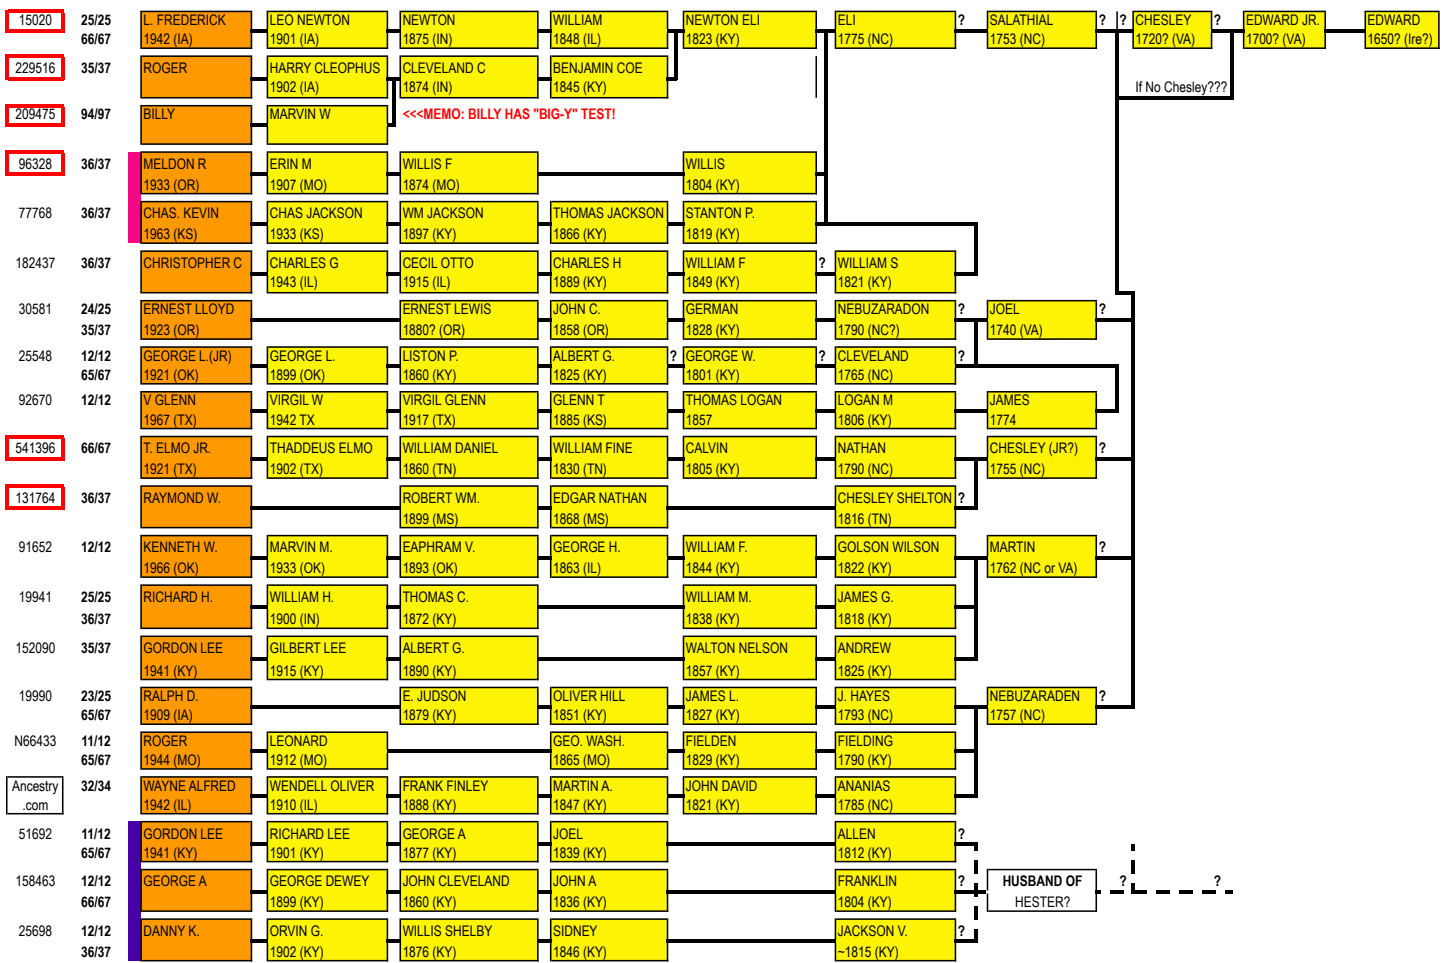 15020 25/25 L. FREDERICK LEO NEWTON NEWTON WILLIAM NEWTON ELI ELI ? SALATHIAL ? ? CHESLEY ? EDWARD JR. EDWARD
66/67 1942 (IA) 1901 (IA) 1875 (IN) 1848 (IL) 1823 (KY) 1775 (NC) 1753 (NC) 1720? (VA) 1700? (VA) 1650? (Ire?)
229516 35/37 ROGER HARRY CLEOPHUS CLEVELAND C BENJAMIN COE
1902 (IA) 1874 (IN) 1845 (KY) If No Chesley???
209475 94/97 BILLY MARVIN W <<<MEMO: BILLY HAS "BIG-Y" TEST!
96328 36/37 MELDON R ERIN M WILLIS F WILLIS
1933 (OR) 1907 (MO) 1874 (MO) 1804 (KY)
77768 36/37 CHAS. KEVIN CHAS JACKSON WM JACKSON THOMAS JACKSON STANTON P.
1963 (KS) 1933 (KS) 1897 (KY) 1866 (KY) 1819 (KY)
182437 36/37 CHRISTOPHER C CHARLES G CECIL OTTO CHARLES H WILLIAM F ? WILLIAM S
1943 (IL) 1915 (IL) 1889 (KY) 1849 (KY) 1821 (KY)
30581 24/25 ERNEST LLOYD ERNEST LEWIS JOHN C. GERMAN NEBUZARADON ? JOEL ?
35/37 1923 (OR) 1880? (OR) 1858 (OR) 1828 (KY) 1790 (NC?) 1740 (VA)
25548 12/12 GEORGE L.(JR) GEORGE L. LISTON P. ALBERT G. ? GEORGE W. ? CLEVELAND ?
65/67 1921 (OK) 1899 (OK) 1860 (KY) 1825 (KY) 1801 (KY) 1765 (NC)
92670 12/12 V GLENN VIRGIL W VIRGIL GLENN GLENN T THOMAS LOGAN LOGAN M JAMES
1967 (TX) 1942 TX 1917 (TX) 1885 (KS) 1857 1806 (KY) 1774
541396 66/67 T. ELMO JR. THADDEUS ELMO WILLIAM DANIEL WILLIAM FINE CALVIN NATHAN CHESLEY (JR?) ?
1921 (TX) 1902 (TX) 1860 (TN) 1830 (TN) 1805 (KY) 1790 (NC) 1755 (NC)
131764 36/37 RAYMOND W. ROBERT WM. EDGAR NATHAN CHESLEY SHELTON ?
1899 (MS) 1868 (MS) 1816 (TN)
91652 12/12 KENNETH W. MARVIN M. EAPHRAM V. GEORGE H. WILLIAM F. GOLSON WILSON MARTIN ?
1966 (OK) 1933 (OK) 1893 (OK) 1863 (IL) 1844 (KY) 1822 (KY) 1762 (NC or VA)
19941 25/25 RICHARD H. WILLIAM H. THOMAS C. WILLIAM M. JAMES G.
36/37 1900 (IN) 1872 (KY) 1838 (KY) 1818 (KY)
152090 35/37 GORDON LEE GILBERT LEE ALBERT G. WALTON NELSON ANDREW
1941 (KY) 1915 (KY) 1890 (KY) 1857 (KY) 1825 (KY)
19990 23/25 RALPH D. E. JUDSON OLIVER HILL JAMES L. J. HAYES NEBUZARADEN ?
65/67 1909 (IA) 1879 (KY) 1851 (KY) 1827 (KY) 1793 (NC) 1757 (NC)
N66433 11/12 ROGER LEONARD GEO. WASH. FIELDEN FIELDING
65/67 1944 (MO) 1912 (MO) 1865 (MO) 1829 (KY) 1790 (KY)
Ancestry 32/34 WAYNE ALFRED WENDELL OLIVER FRANK FINLEY MARTIN A. JOHN DAVID ANANIAS
.com 1942 (IL) 1910 (IL) 1888 (KY) 1847 (KY) 1821 (KY) 1785 (NC)
51692 11/12 GORDON LEE RICHARD LEE GEORGE A JOEL ALLEN ?
65/67 1941 (KY) 1901 (KY) 1877 (KY) 1839 (KY) 1812 (KY)
158463 12/12 GEORGE A GEORGE DEWEY JOHN CLEVELAND JOHN A FRANKLIN ? HUSBAND OF ? ?
66/67 1899 (KY) 1860 (KY) 1836 (KY) 1804 (KY) HESTER?
25698 12/12 DANNY K. ORVIN G. WILLIS SHELBY SIDNEY JACKSON V. ?
36/37 1902 (KY) 1876 (KY) 1846 (KY) ~1815 (KY)